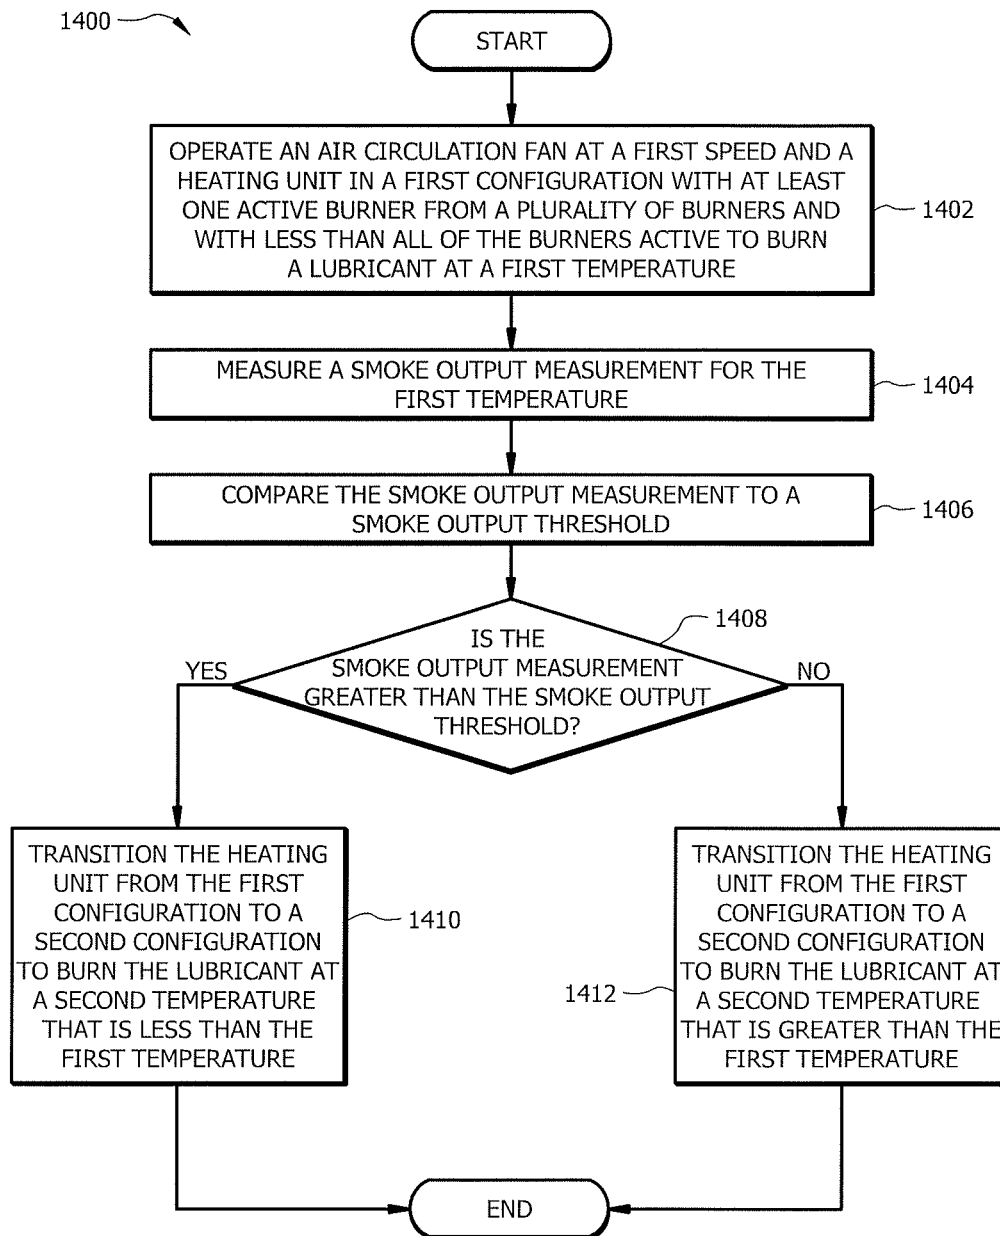 1400
START
OPERATE AN AIR CIRCULATION FAN AT A FIRST SPEED AND A
HEATING UNIT IN A FIRST CONFIGURATION WITH AT LEAST
ONE ACTIVE BURNER FROM A PLURALITY OF BURNERS AND
WITH LESS THAN ALL OF THE BURNERS ACTIVE TO BURN
A LUBRICANT AT A FIRST TEMPERATURE
1402
MEASURE A SMOKE OUTPUT MEASUREMENT FOR THE
FIRST TEMPERATURE
1404
COMPARE THE SMOKE OUTPUT MEASUREMENT TO A
SMOKE OUTPUT THRESHOLD
1406
IS THE
SMOKE OUTPUT MEASUREMENT
GREATER THAN THE SMOKE OUTPUT
THRESHOLD?
1408
YES
NO
TRANSITION THE HEATING
UNIT FROM THE FIRST
CONFIGURATION TO A
SECOND CONFIGURATION
TO BURN THE LUBRICANT AT
A SECOND TEMPERATURE
THAT IS LESS THAN THE
FIRST TEMPERATURE
1410
TRANSITION THE HEATING
UNIT FROM THE FIRST
CONFIGURATION TO A
SECOND CONFIGURATION
TO BURN THE LUBRICANT AT
A SECOND TEMPERATURE
THAT IS GREATER THAN THE
FIRST TEMPERATURE
1412
END